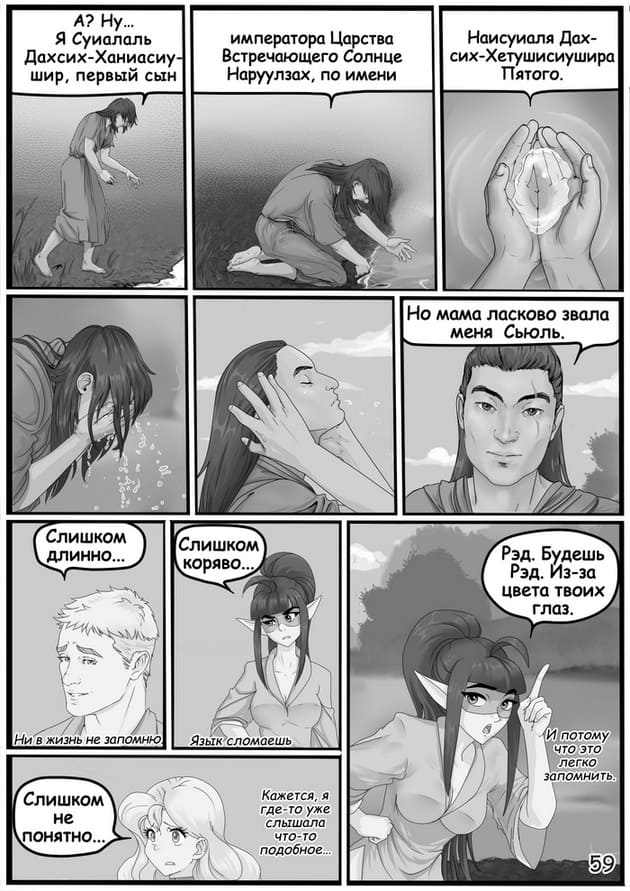 А? Ну...
Я Суиалаль
Дахсих-Ханиасиу-
шир, первый сын
императора Царства
Встречающего Солнце
Наруулзах, по имени
Наисуиаля Дах-
сих-Хетушисиушира
Пятого.
Но мама ласково звала
меня Сьюль.
Слишком
длинно...
Ни в жизнь не запомню
Слишком
коряво...
Язык сломаешь
Рэд. Будешь
Рэд. Из-за
цвета твоих
глаз.
И потому
что это
легко
запомнить.
Слишком
не
понятно...
Кажется, я
где-то уже
слышала
что-то
подобное...
59